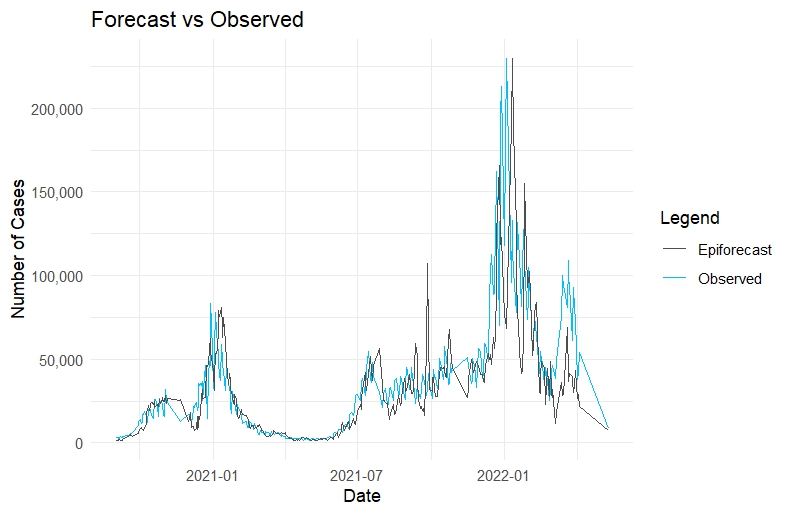 Forecast vs Observed
Number of Cases
200,000
150,000
100,000
50,000
0
2021-01
2021-07
2022-01
Date
Legend
Epiforecast
Observed